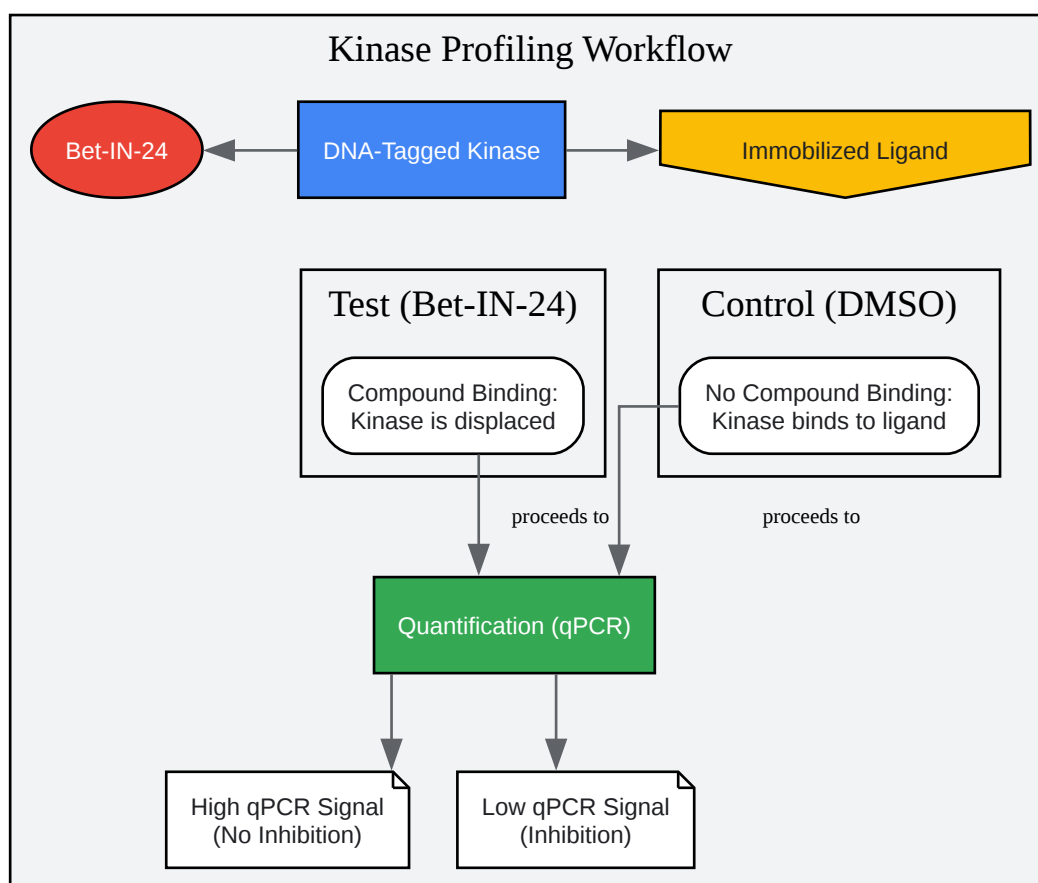 Kinase Profiling Workflow
Bet-IN-24
DNA-Tagged Kinase
Immobilized Ligand
Test (Bet-IN-24)
Control (DMSO)
Compound Binding:
Kinase is displaced
No Compound Binding:
Kinase binds to ligand
proceeds to
proceeds to
Quantification (qPCR)
High qPCR Signal
(No Inhibition)
Low qPCR Signal
(Inhibition)